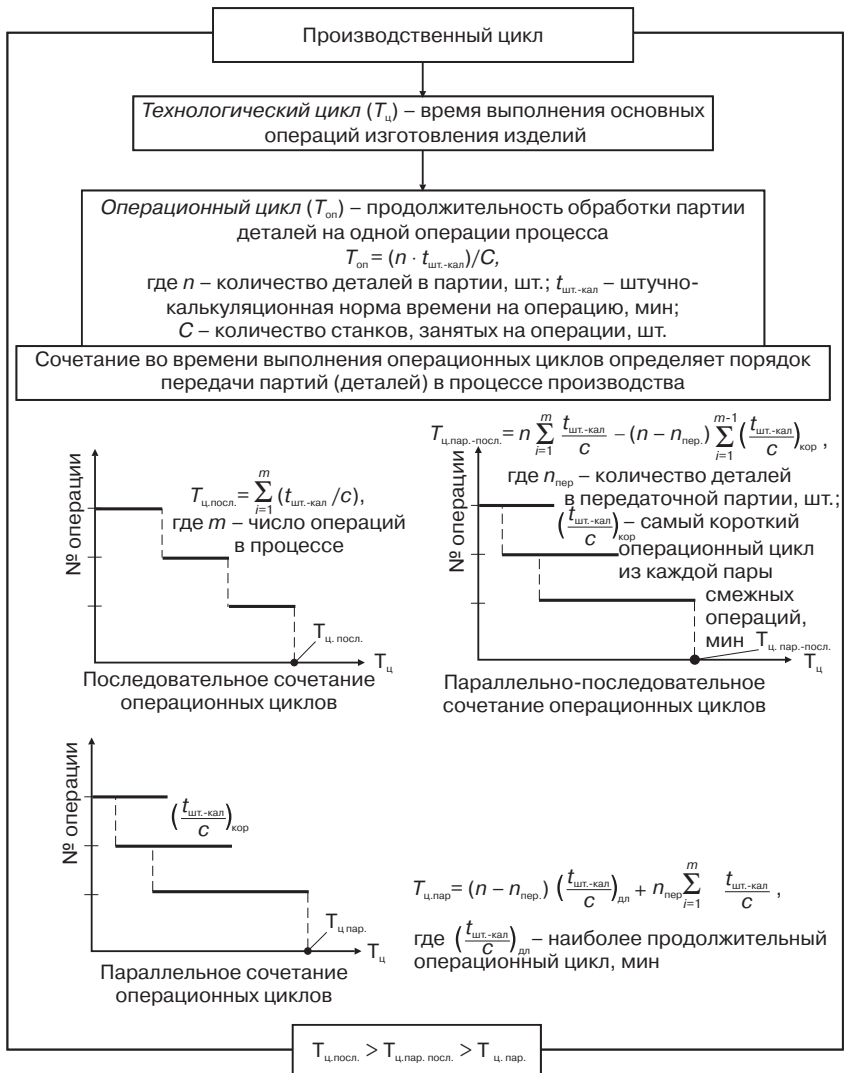 Производственный цикл
Технологический цикл (Tц) – время выполнения основных
операций изготовления изделий
Операционный цикл (Tоп) – продолжительность обработки партии
деталей на одной операции процесса
Tоп = (n · tшт.-кал)/C,
где n – количество деталей в партии, шт.; tшт.-кал – штучно-
калькуляционная норма времени на операцию, мин;
C – количество станков, занятых на операции, шт.
Сочетание во времени выполнения операционных циклов определяет порядок
передачи партий (деталей) в процессе производства
№ операции
Tц.посл. = ∑ i=1 m (tшт.-кал /c),
где m – число операций
в процессе
Tц. посл.
Tц
Последовательное сочетание
операционных циклов
Tц.пар.-посл. = n ∑ i=1 m tшт.-кал/c – (n – nпер.) ∑ i=1 m-1 (tшт.-кал/c)кор ,
где nпер – количество деталей
в передаточной партии, шт.;
(tшт.-кал/c)кор – самый короткий
операционный цикл
из каждой пары
смежных
операций,
мин
№ операции
Tц. пар.-посл.
Tц
Параллельно-последовательное
сочетание операционных циклов
№ операции
(tшт.-кал/c)кор
Tц пар.
Tц
Параллельное сочетание
операционных циклов
Tц.пар = (n – nпер.) (tшт.-кал/c)дл + nпер ∑ i=1 m tшт.-кал/c ,
где (tшт.-кал/c)дл – наиболее продолжительный
операционный цикл, мин
Tц.посл. > Tц.пар. посл. > T ц. пар.